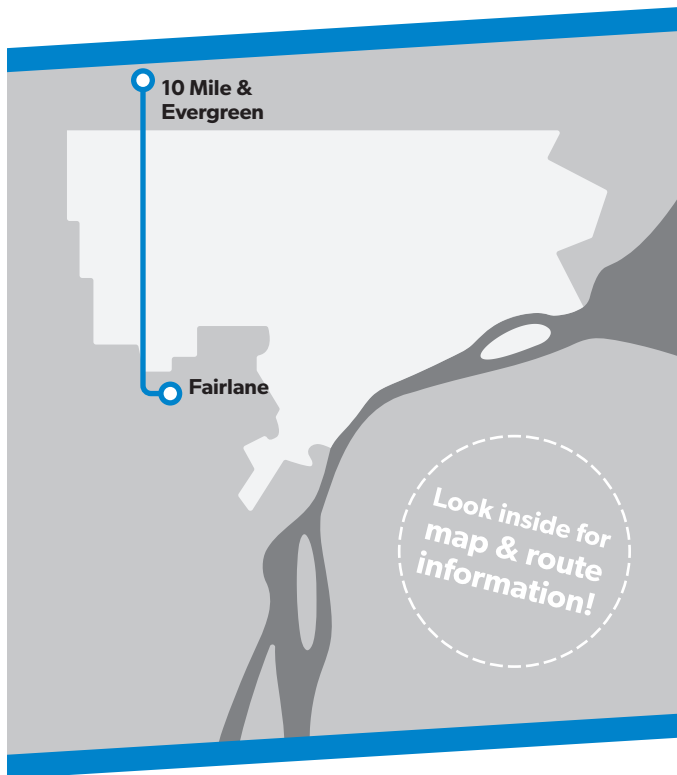 10 Mile &
Evergreen
Fairlane
Look inside for
map & route
information!